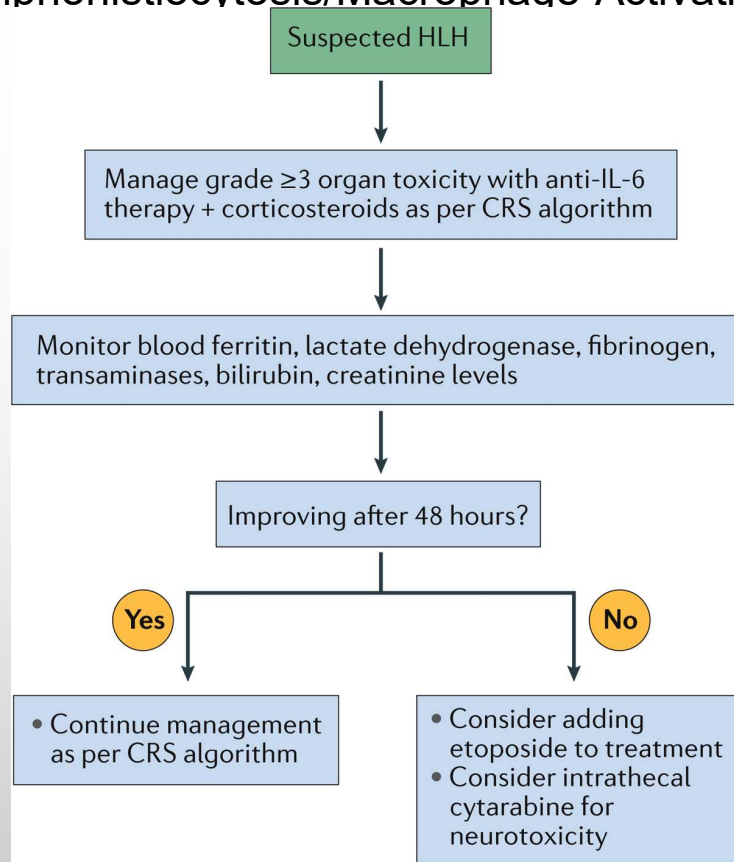 Suspected HLH
Manage grade ≥3 organ toxicity with anti-IL-6
therapy + corticosteroids as per CRS algorithm
Monitor blood ferritin, lactate dehydrogenase, fibrinogen,
transaminases, bilirubin, creatinine levels
Improving after 48 hours?
Yes
No
• Continue management
as per CRS algorithm
• Consider adding
etoposide to treatment
• Consider intrathecal
cytarabine for
neurotoxicity